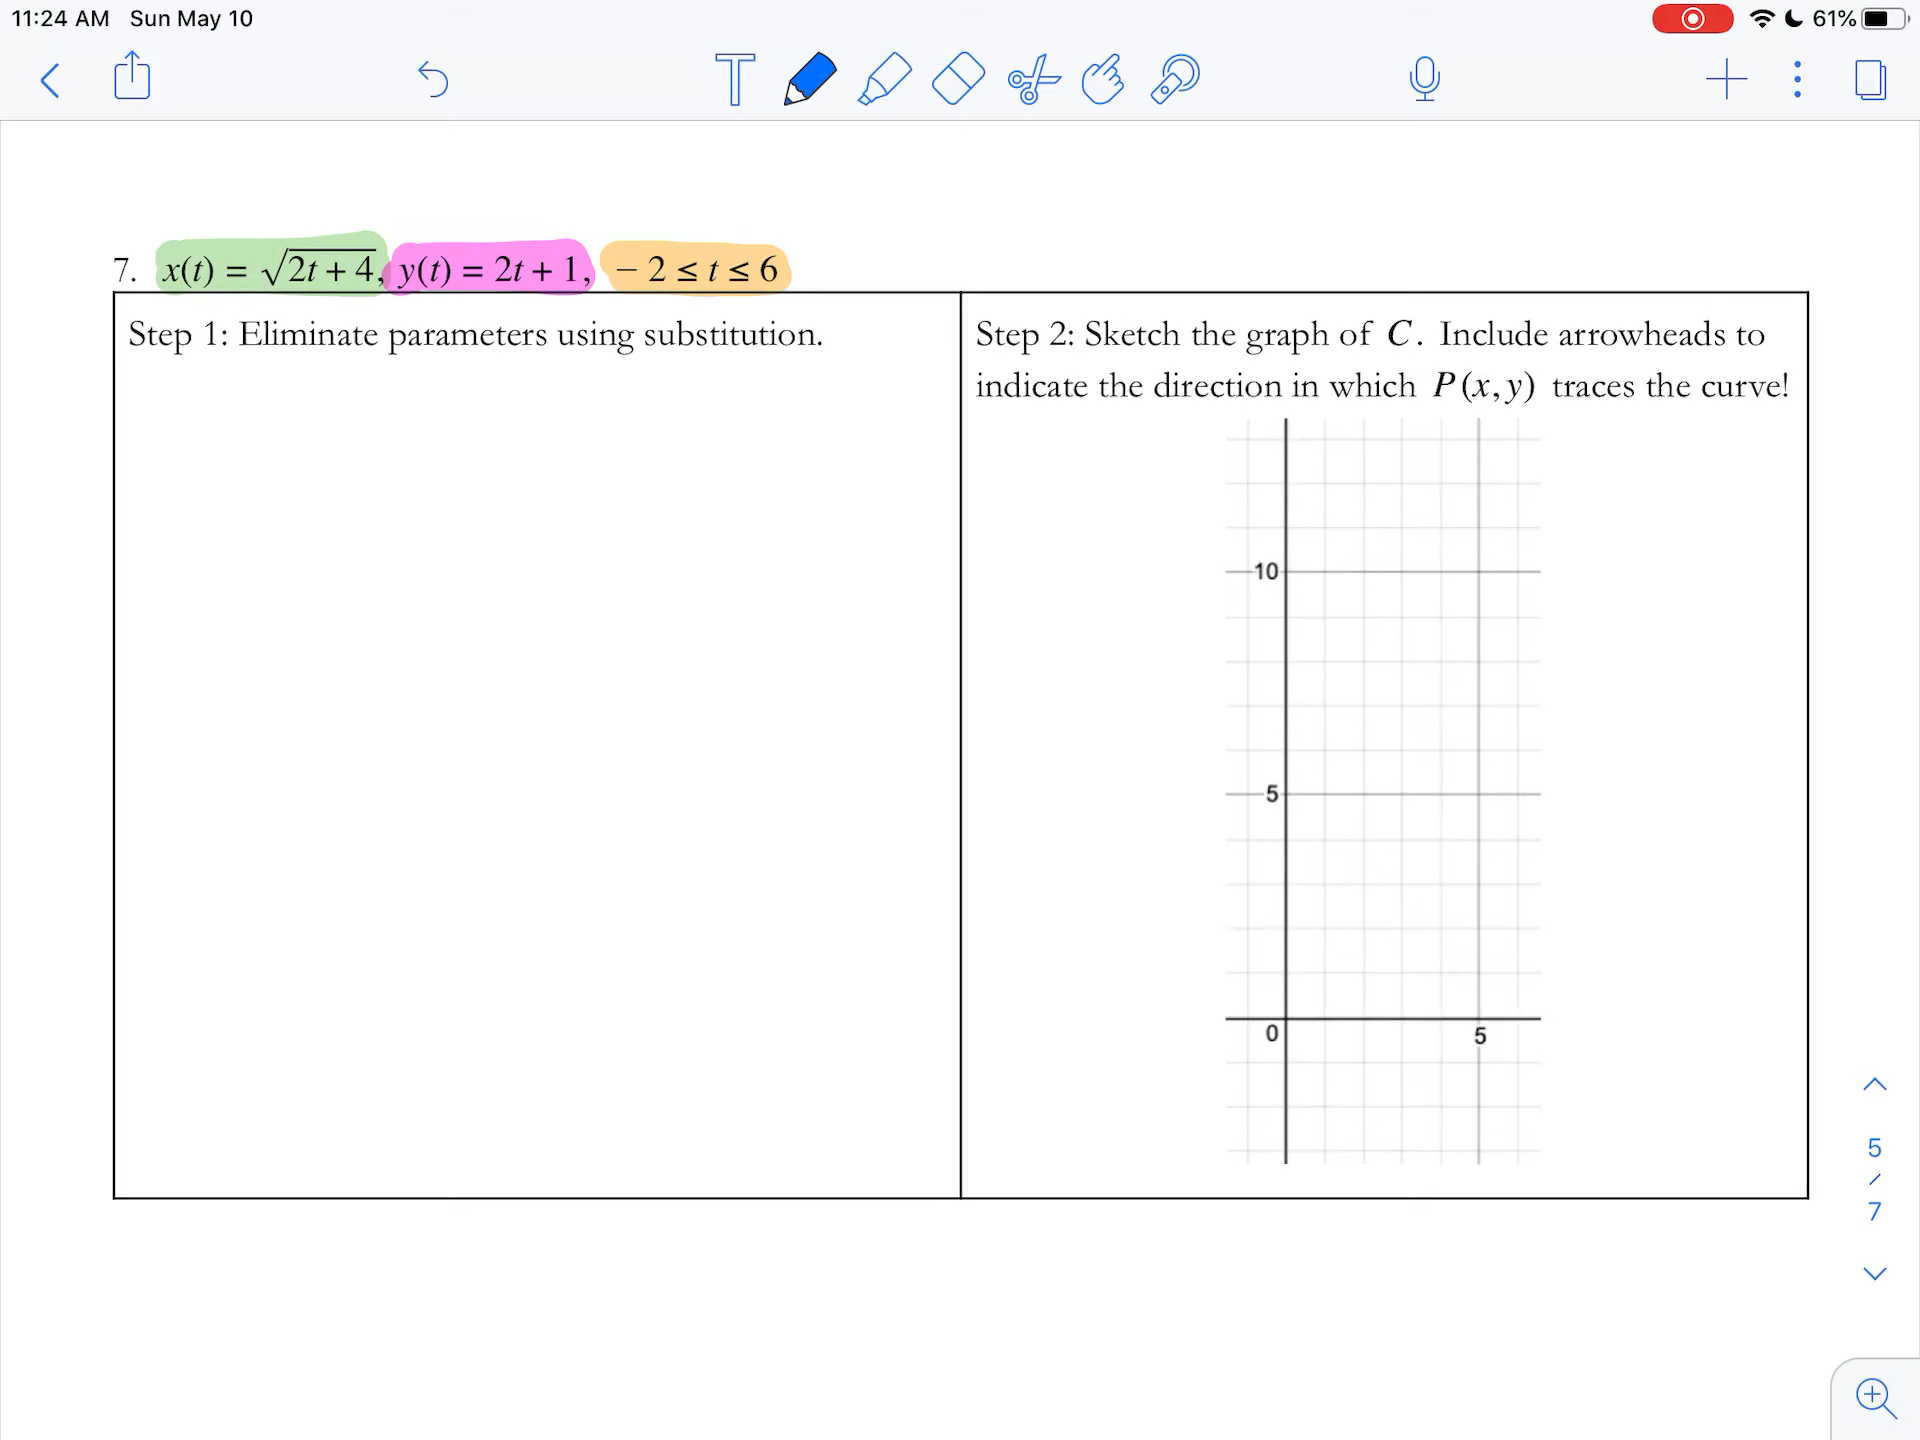 11:24 AM Sun May 10 61%
T
7. x(t) = √2t + 4, y(t) = 2t + 1, − 2 ≤ t ≤ 6
Step 1: Eliminate parameters using substitution.
Step 2: Sketch the graph of C. Include arrowheads to
indicate the direction in which P(x, y) traces the curve!
10
5
0 5
5
/
7